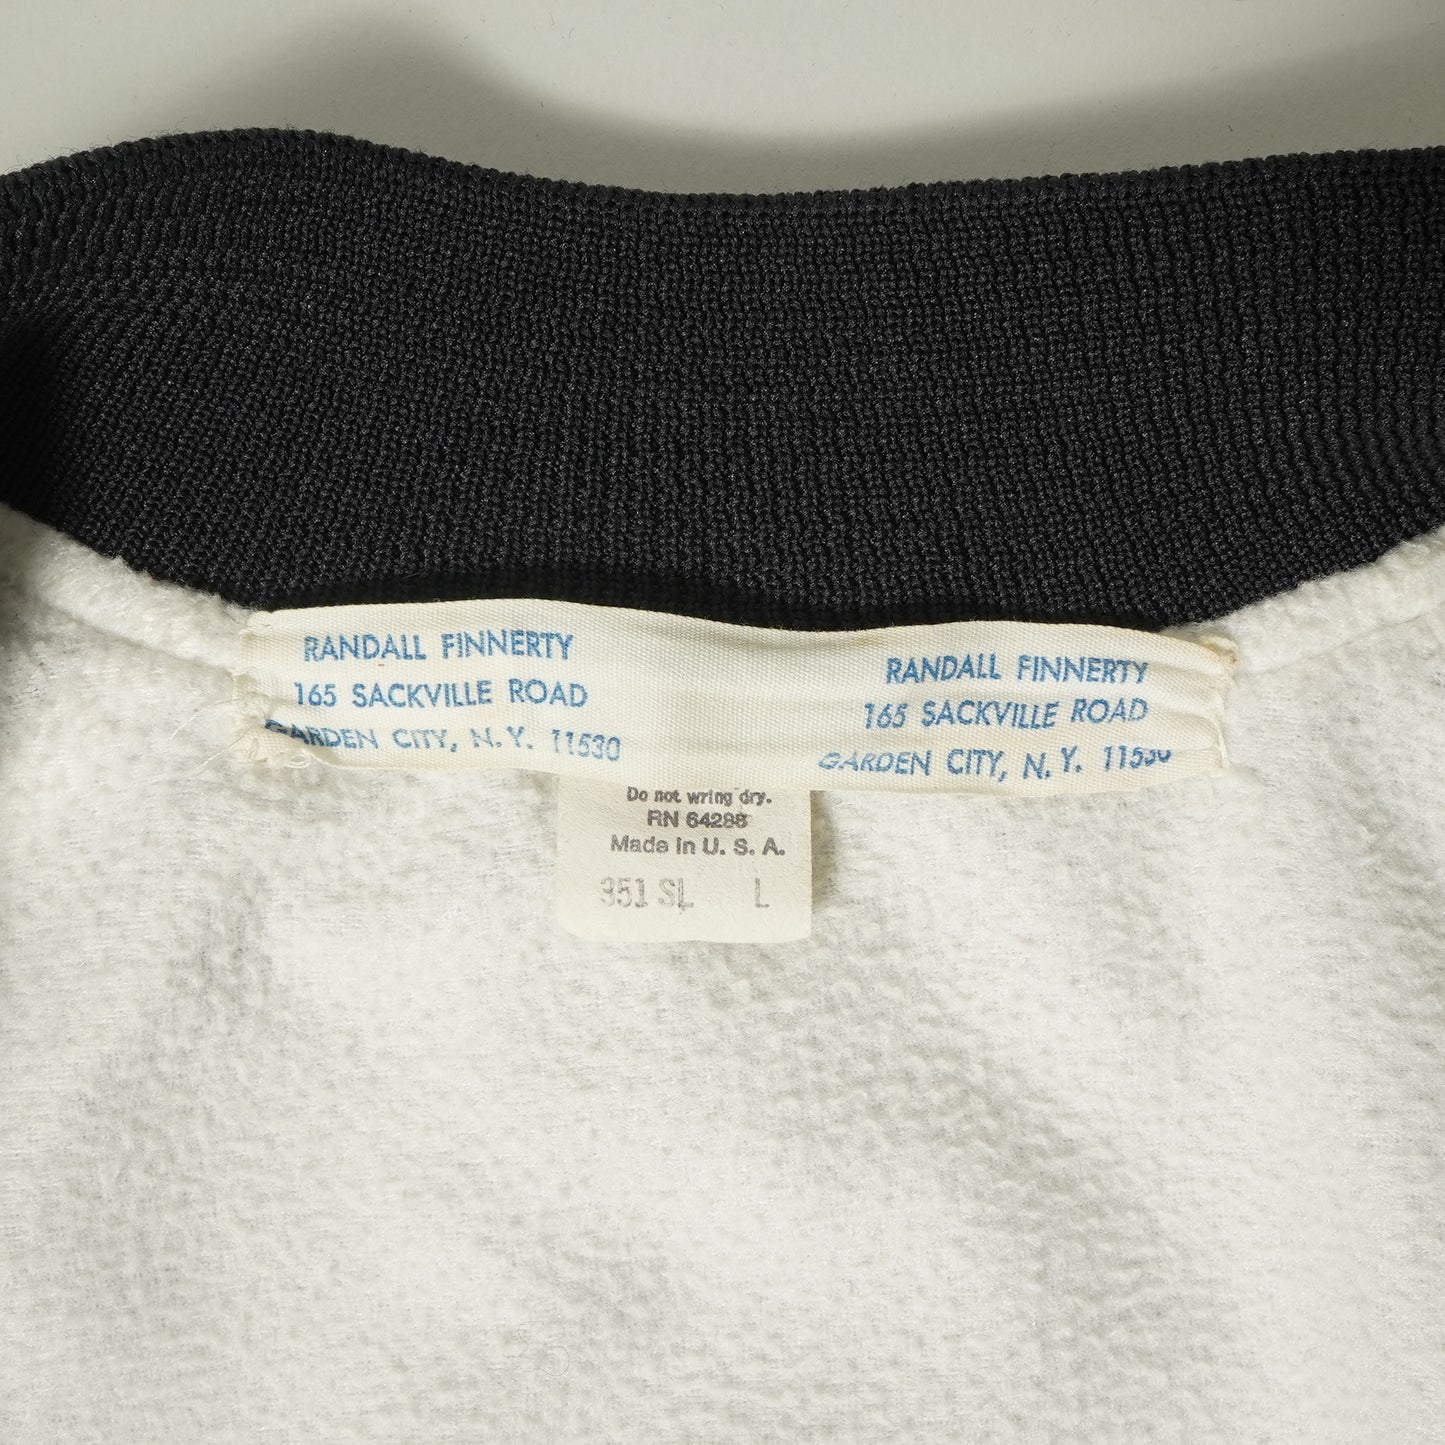 RANDALL FINNERTY
165 SACKVILLE ROAD
GARDEN CITY, N.Y. 11530
RANDALL FINNERTY
165 SACKVILLE ROAD
GARDEN CITY, N.Y. 11530
Do not wring dry.
RN 64288
Made in U. S. A.
351 SL L